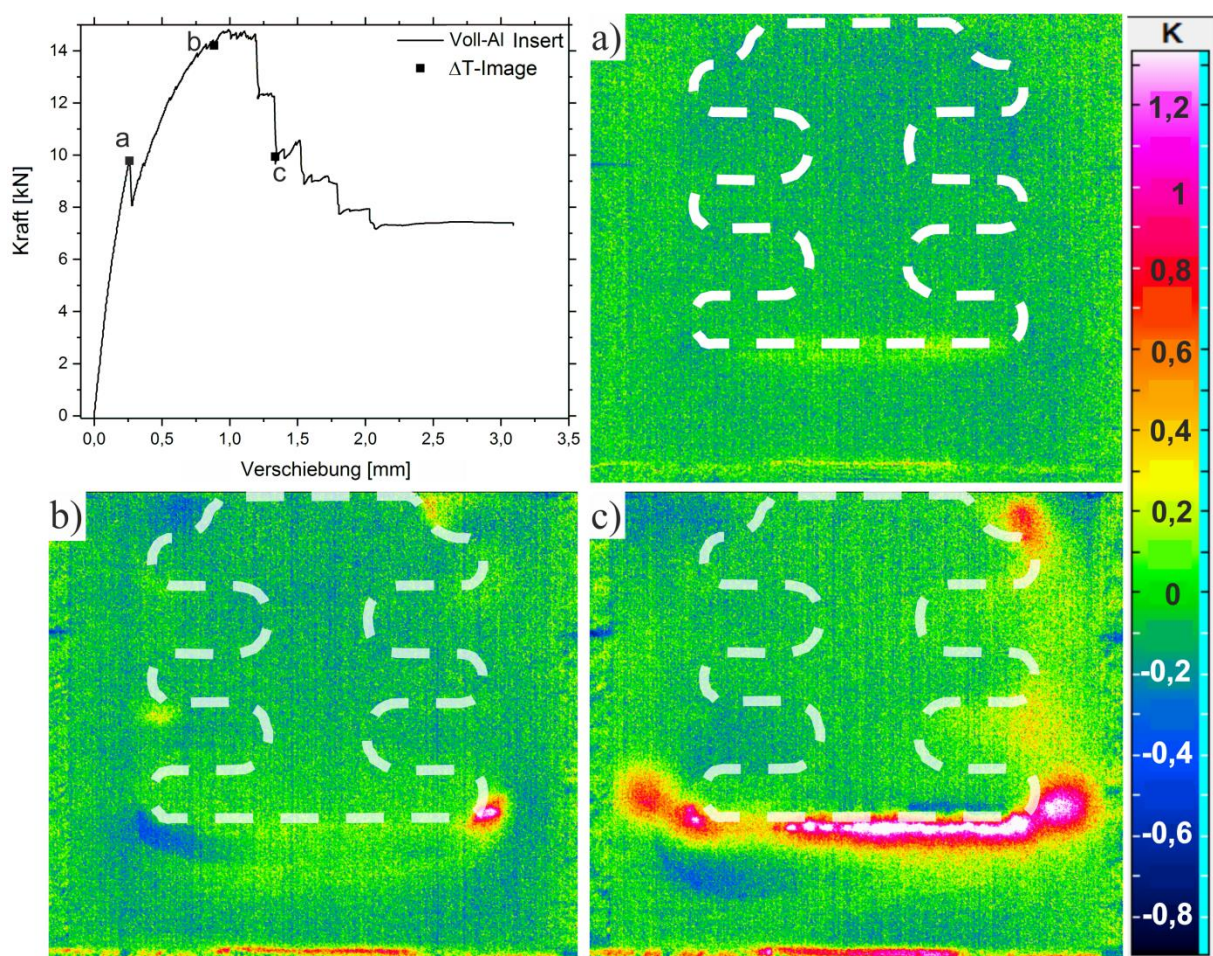 14
12
10
8
6
4
2
0
Kraft [kN]
a
b
c
Voll-Al Insert
ΔT-Image
0,0 0,5 1,0 1,5 2,0 2,5 3,0 3,5
Verschiebung [mm]
a)
b)
c)
K
1,2
1
0,8
0,6
0,4
0,2
0
-0,2
-0,4
-0,6
-0,8